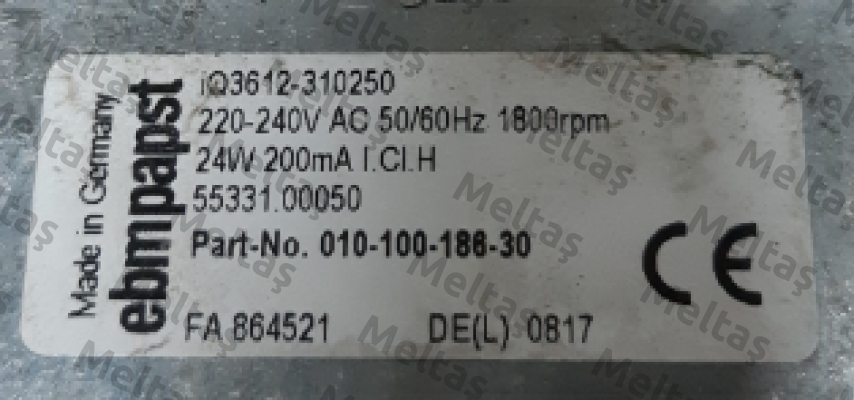 iQ3612-310250
220-240V AC 50/60Hz 1800rpm
24W 200mA I.Cl.H
55331.00050
Part-No. 010-100-186-30
FA 864521 DE(L) 0817
Made in Germany
ebmpapst
CE
Meltaş